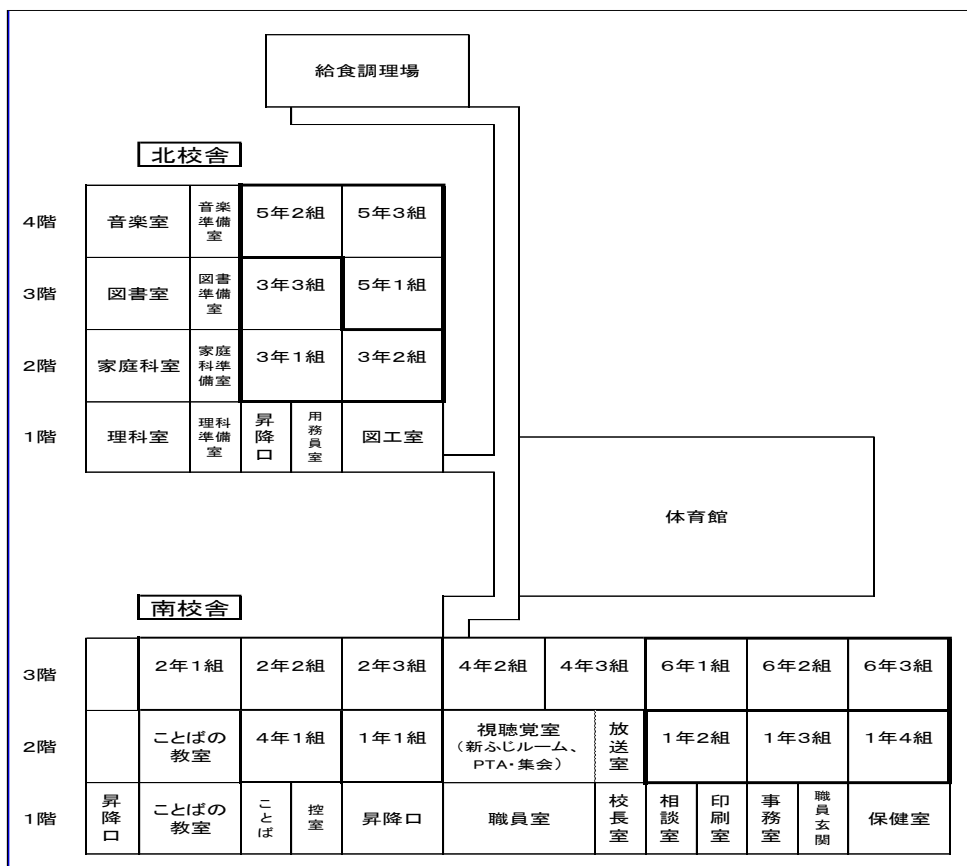 給食調理場
北校舎
4階 音楽室 音楽準備室 5年2組 5年3組
3階 図書室 図書準備室 3年3組 5年1組
2階 家庭科室 家庭科準備室 3年1組 3年2組
1階 理科室 理科準備室 昇降口 用務員室 図工室
体育館
南校舎
3階 2年1組 2年2組 2年3組 4年2組 4年3組 6年1組 6年2組 6年3組
2階 ことばの教室 4年1組 1年1組 視聴覚室(新ふじルーム、PTA・集会) 放送室 1年2組 1年3組 1年4組
1階 昇降口 ことばの教室 ことば 控室 昇降口 職員室 校長室 相談室 印刷室 事務室 職員玄関 保健室